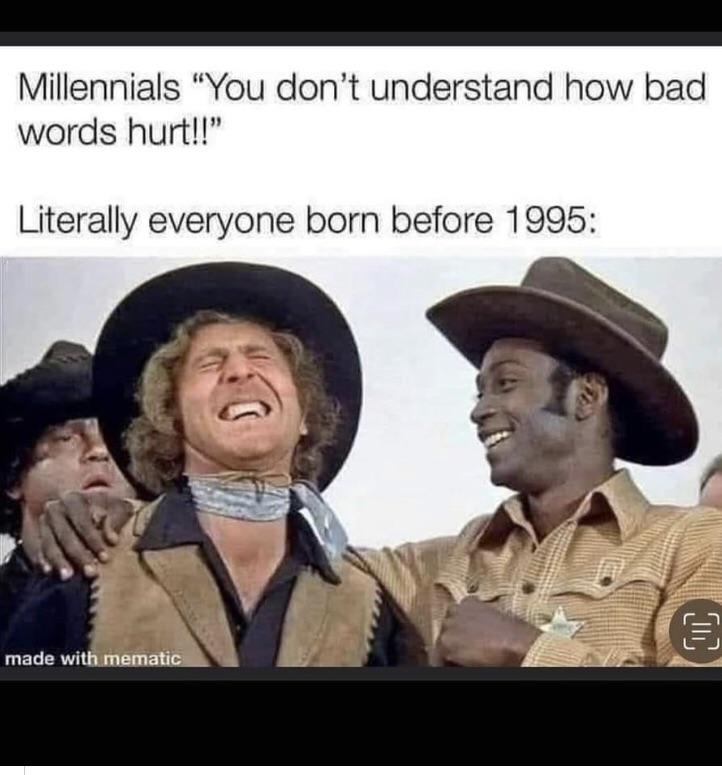 Millennials “You don’t understand how bad
words hurt!!”
Literally everyone born before 1995:
made with mematic